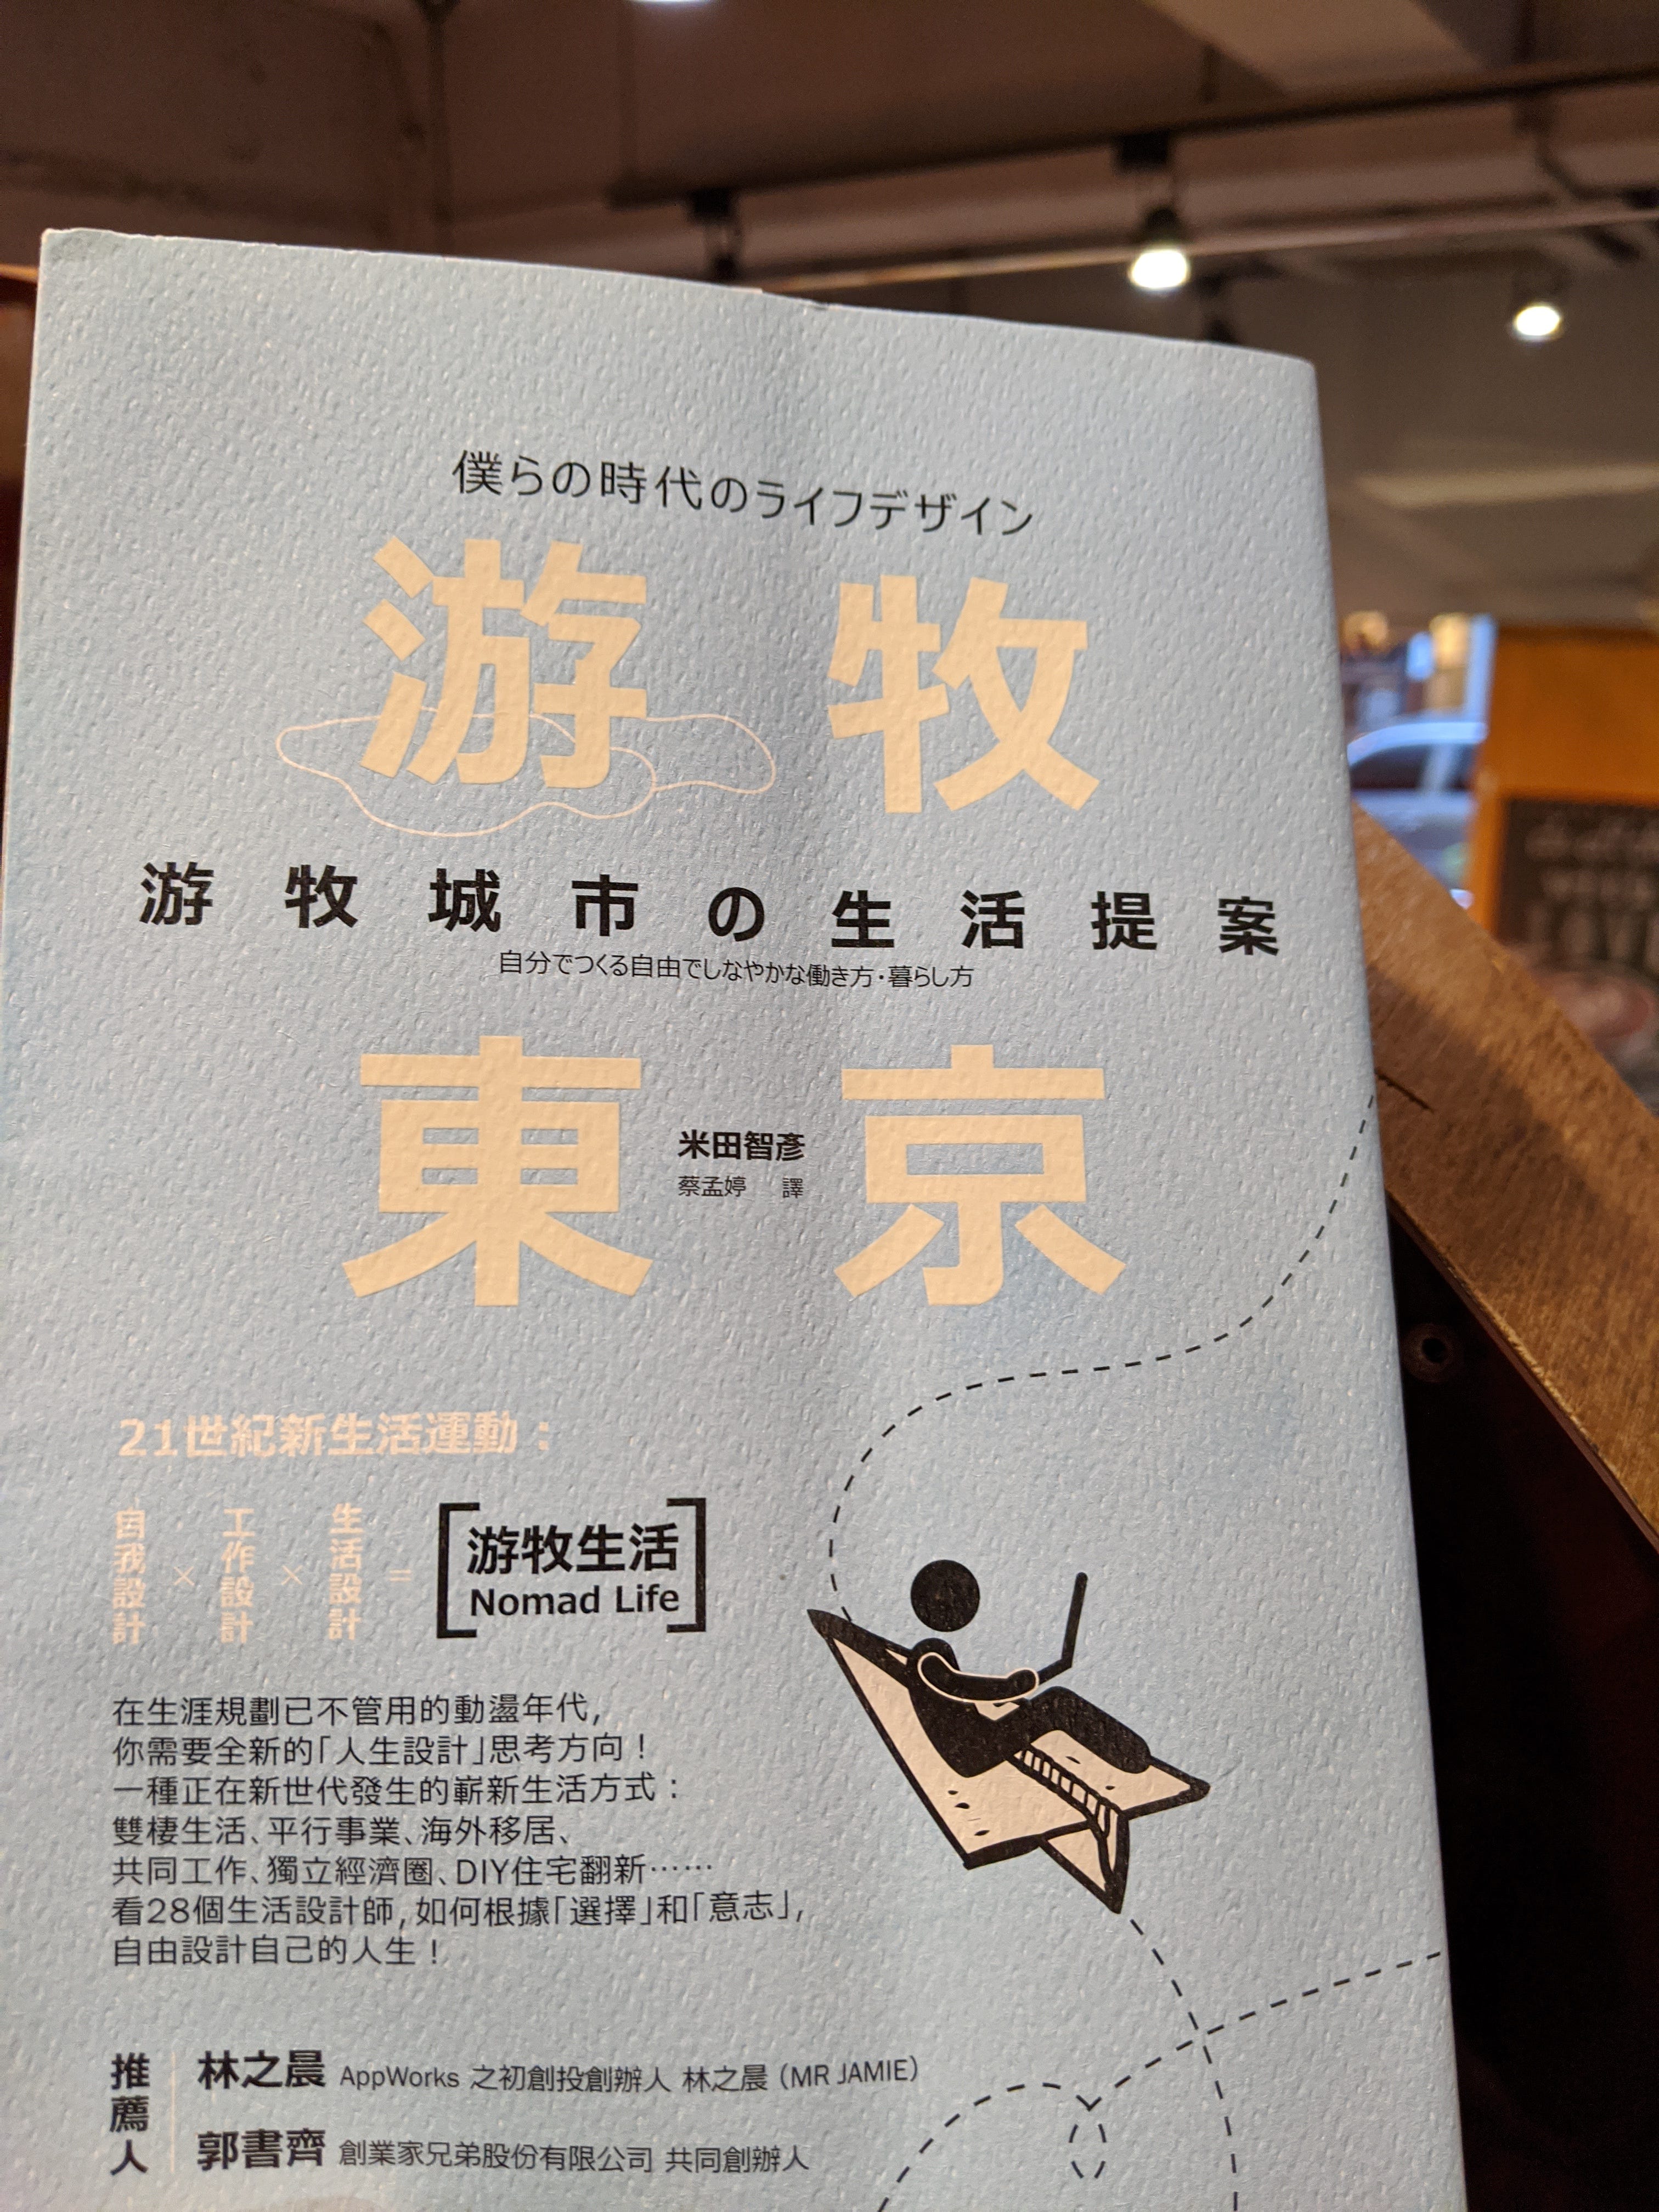 僕らの時代のライフデザイン
游牧
游牧城市の生活提案
自分でつくる自由でしなやかな働き方・暮らし方
東京
米田智彥
蔡孟婷 譯
21世紀新生活運動：
自我設計 × 工作設計 × 生活設計 = [游牧生活 Nomad Life]
在生涯規劃已不管用的動盪年代，
你需要全新的「人生設計」思考方向！
一種正在新世代發生的嶄新生活方式：
雙棲生活、平行事業、海外移居、
共同工作、獨立經濟圈、DIY住宅翻新……
看28個生活設計師，如何根據「選擇」和「意志」，
自由設計自己的人生！
推薦人
林之晨 AppWorks 之初創投創辦人 林之晨（MR JAMIE）
郭書齊 創業家兄弟股份有限公司 共同創辦人